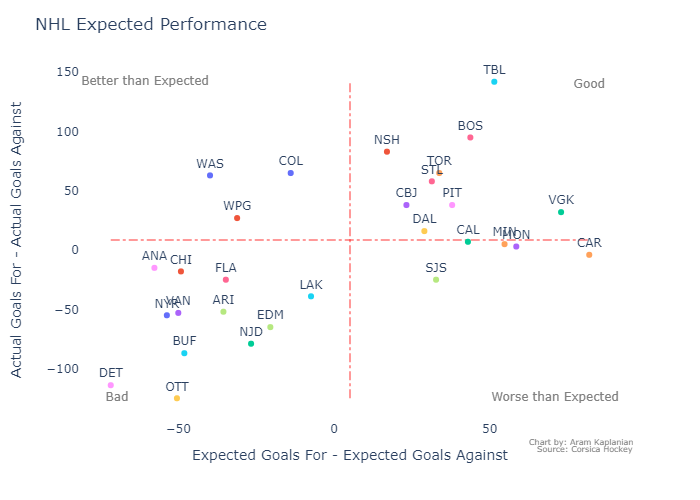 NHL Expected Performance
150
Better than Expected
TBL
Good
100
BOS
NSH
WAS
COL
TOR
STL
50
CBJ
PIT
VGK
WPG
DAL
CAL
MIN
MON
CAR
0
ANA
CHI
FLA
SJS
LAK
NYR
VAN
ARI
−50
EDM
NJD
BUF
−100
DET
OTT
Bad
Worse than Expected
−50
0
50
Expected Goals For - Expected Goals Against
Actual Goals For - Actual Goals Against
Chart by: Aram Kaplanian
Source: Corsica Hockey